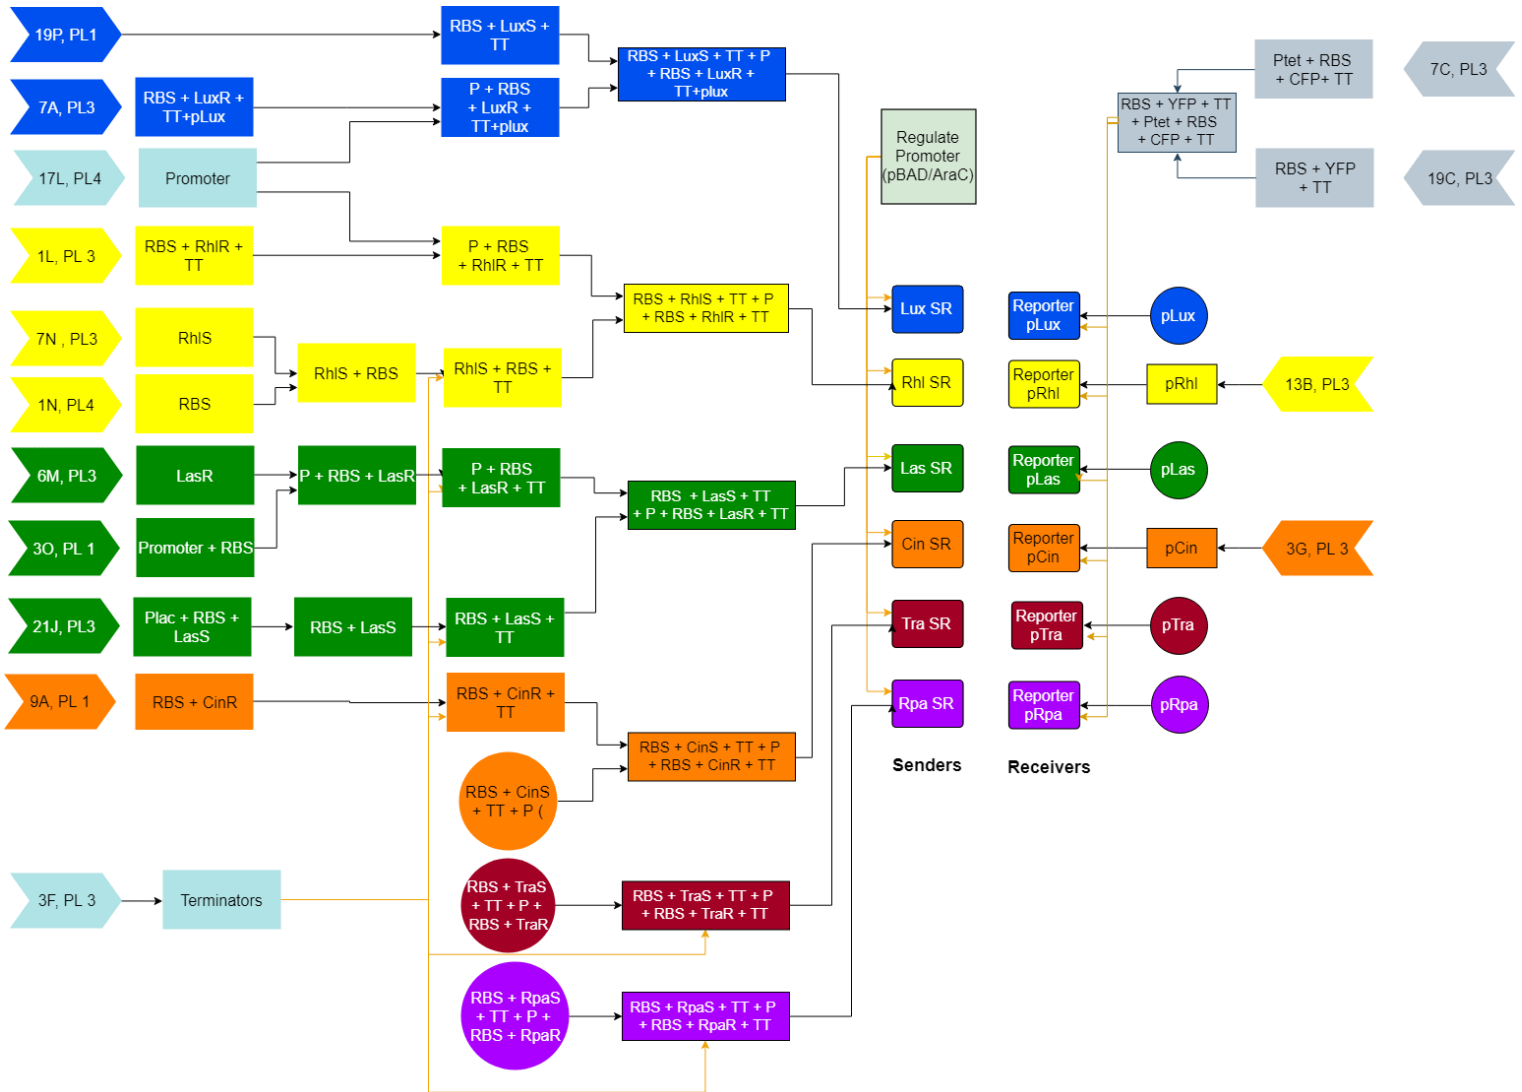 19P, PL1
RBS + LuxS +
TT
RBS + LuxS + TT + P
+ RBS + LuxR +
TT+plux
7A, PL3
RBS + LuxR +
TT+pLux
P + RBS
+ LuxR +
TT+plux
17L, PL4
Promoter
1L, PL 3
RBS + RhlR +
TT
P + RBS
+ RhlR + TT
RBS + RhlS + TT + P
+ RBS + RhlR + TT
7N , PL3
RhlS
RhlS + RBS
RhlS + RBS +
TT
1N, PL4
RBS
6M, PL3
LasR
P + RBS + LasR
P + RBS
+ LasR + TT
RBS + LasS + TT
+ P + RBS + LasR + TT
3O, PL 1
Promoter + RBS
21J, PL3
Plac + RBS +
LasS
RBS + LasS
RBS + LasS +
TT
9A, PL 1
RBS + CinR
RBS + CinR +
TT
RBS + CinS + TT + P
+ RBS + CinR + TT
RBS + CinS
+ TT + P (
3F, PL 3
Terminators
RBS + TraS
+ TT + P +
RBS + TraR
RBS + TraS + TT + P
+ RBS + TraR + TT
RBS + RpaS
+ TT + P +
RBS + RpaR
RBS + RpaS + TT + P
+ RBS + RpaR + TT
Regulate
Promoter
(pBAD/AraC)
Lux SR
Rhl SR
Las SR
Cin SR
Tra SR
Rpa SR
Senders
Ptet + RBS
+ CFP+ TT
7C, PL3
RBS + YFP + TT
+ Ptet + RBS
+ CFP + TT
RBS + YFP
+ TT
19C, PL3
Reporter
pLux
pLux
Reporter
pRhl
pRhl
13B, PL3
Reporter
pLas
pLas
Reporter
pCin
pCin
3G, PL 3
Reporter
pTra
pTra
Reporter
pRpa
pRpa
Receivers